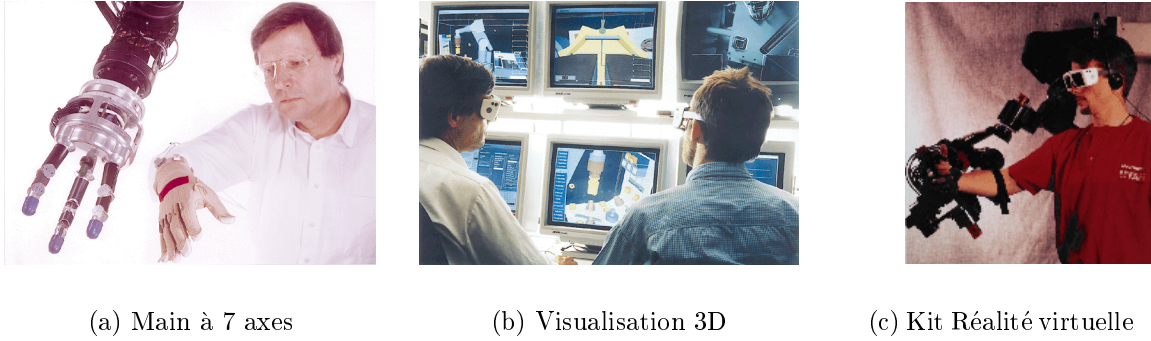 (a) Main à 7 axes
(b) Visualisation 3D
(c) Kit Réalité virtuelle